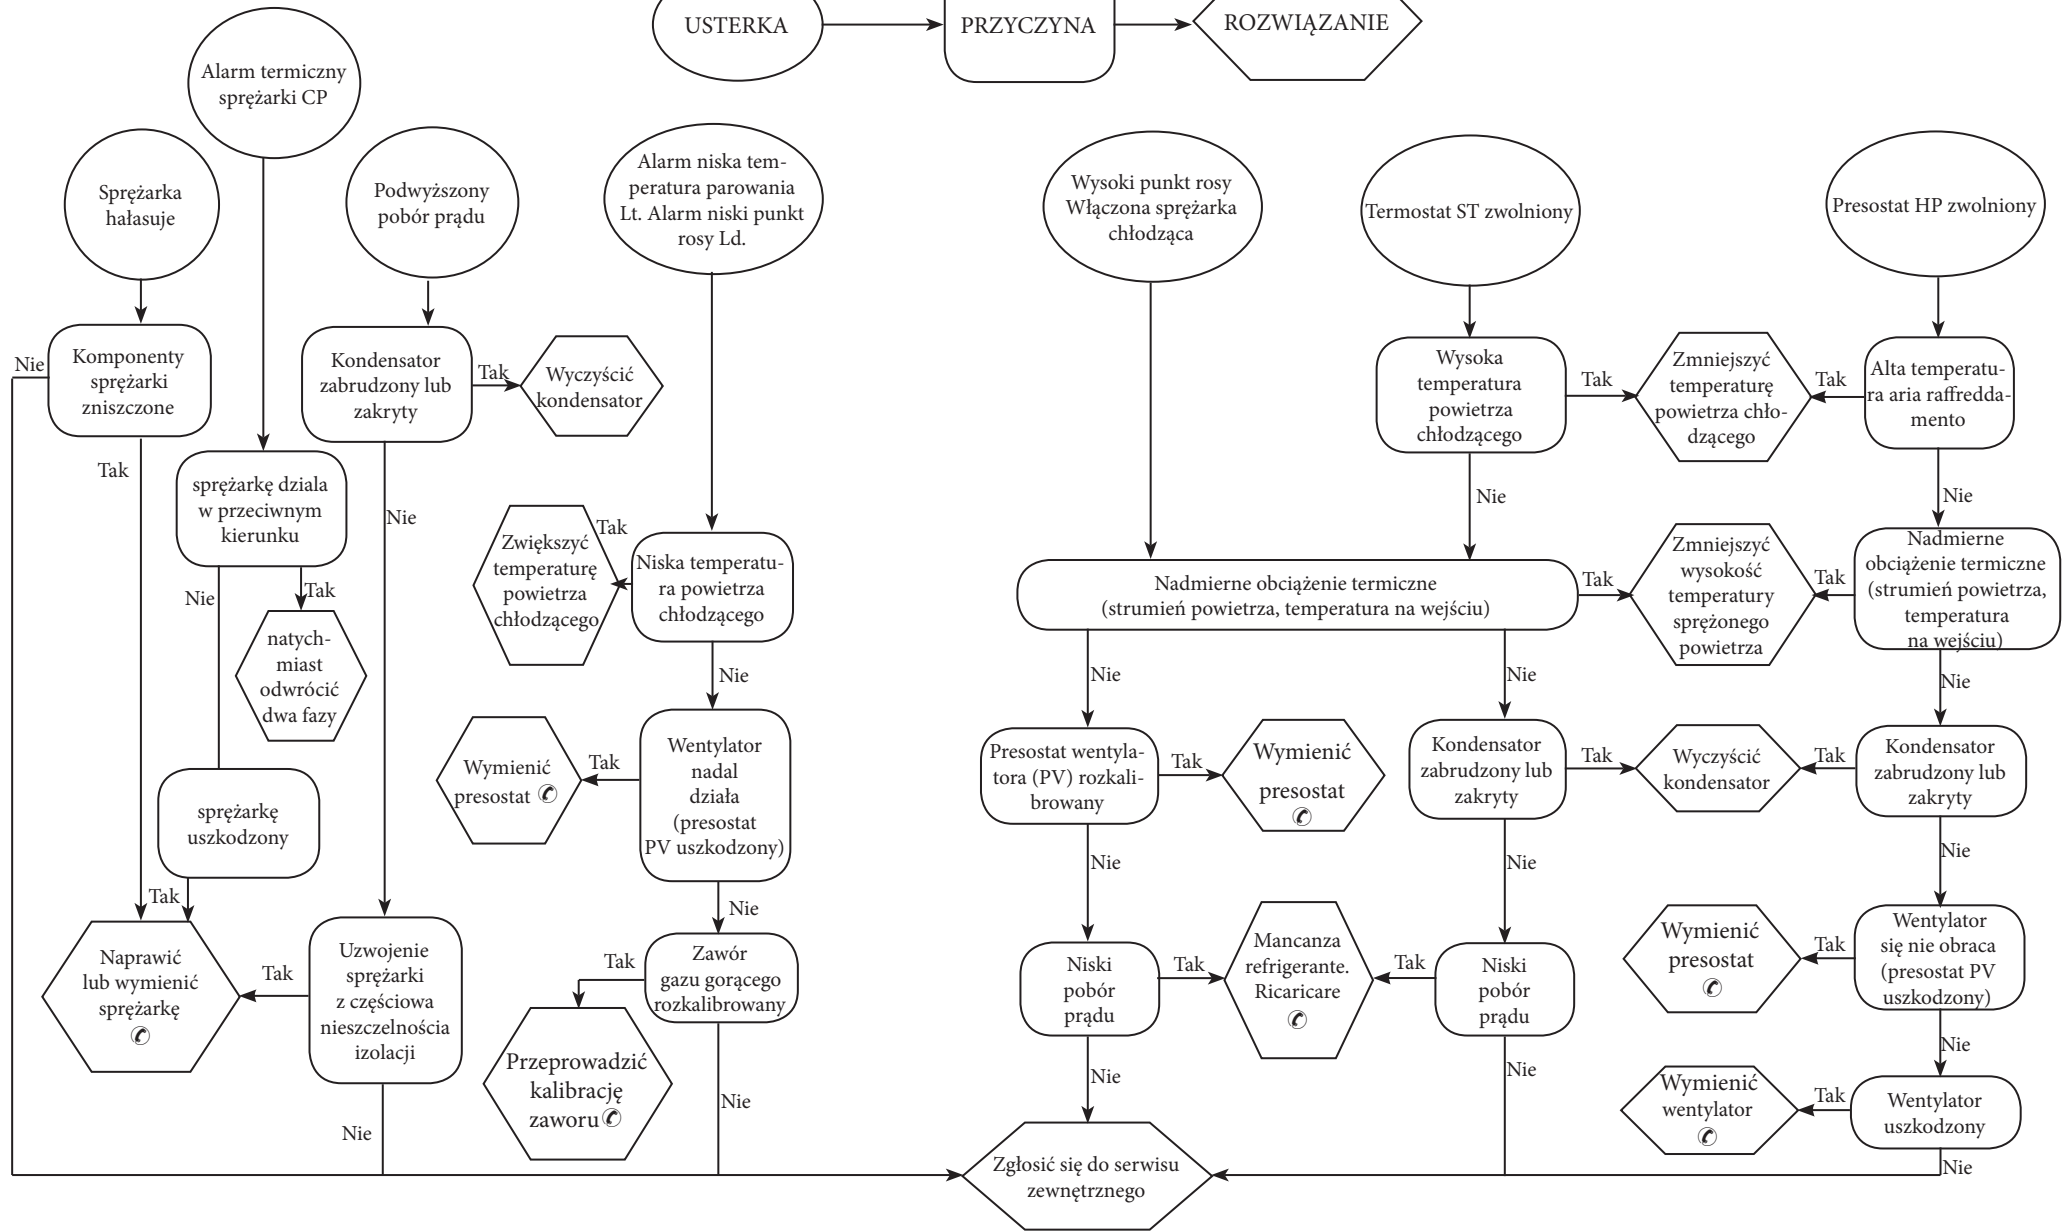 USTERKA
PRZYCZYNA
ROZWIĄZANIE
Alarm termiczny
sprężarki CP
Sprężarka
hałasuje
Podwyższony
pobór prądu
Alarm niska tem-
peratura parowania
Lt. Alarm niski punkt
rosy Ld.
Wysoki punkt rosy
Włączona sprężarka
chłodząca
Termostat ST zwolniony
Presostat HP zwolniony
Nie
Komponenty
sprężarki
zniszczone
Tak
Kondensator
zabrudzony lub
zakryty
Tak
Wyczyścić
kondensator
Nie
Wysoka
temperatura
powietrza
chłodzącego
Tak
Zmniejszyć
temperaturę
powietrza chło-
dzącego
Tak
Alta temperatu-
ra aria raffredda-
mento
Nie
Nie
sprężarkę dziala
w przeciwnym
kierunku
Nie
Tak
natych-
miast
odwrócić
dwa fazy
Zwiększyć
temperaturę
powietrza
chłodzącego
Tak
Niska temperatu-
ra powietrza
chłodzącego
Nie
Nadmierne obciążenie termiczne
(strumień powietrza, temperatura na wejściu)
Tak
Zmniejszyć
wysokość
temperatury
sprężonego
powietrza
Tak
Nadmierne
obciążenie termiczne
(strumień powietrza,
temperatura
na wejściu)
Nie
Nie
Nie
Wymienić
presostat ✆
Tak
Wentylator
nadal
działa
(presostat
PV uszkodzony)
Nie
Presostat wentyla-
tora (PV) rozkali-
browany
Tak
Wymienić
presostat
✆
Nie
Kondensator
zabrudzony lub
zakryty
Tak
Wyczyścić
kondensator
Tak
Kondensator
zabrudzony lub
zakryty
Nie
Nie
sprężarkę
uszkodzony
Tak
Naprawić
lub wymienić
sprężarkę
✆
Tak
Uzwojenie
sprężarki
z częściowa
nieszczelnościa
izolacji
Nie
Tak
Zawór
gazu gorącego
rozkalibrowany
Przeprowadzić
kalibrację
zaworu ✆
Nie
Niski
pobór
prądu
Tak
Mancanza
refrigerante.
Ricaricare
✆
Tak
Niski
pobór
prądu
Nie
Nie
Wymienić
presostat
✆
Tak
Wentylator
się nie obraca
(presostat PV
uszkodzony)
Nie
Wymienić
wentylator
✆
Tak
Wentylator
uszkodzony
Nie
Zgłosić się do serwisu
zewnętrznego